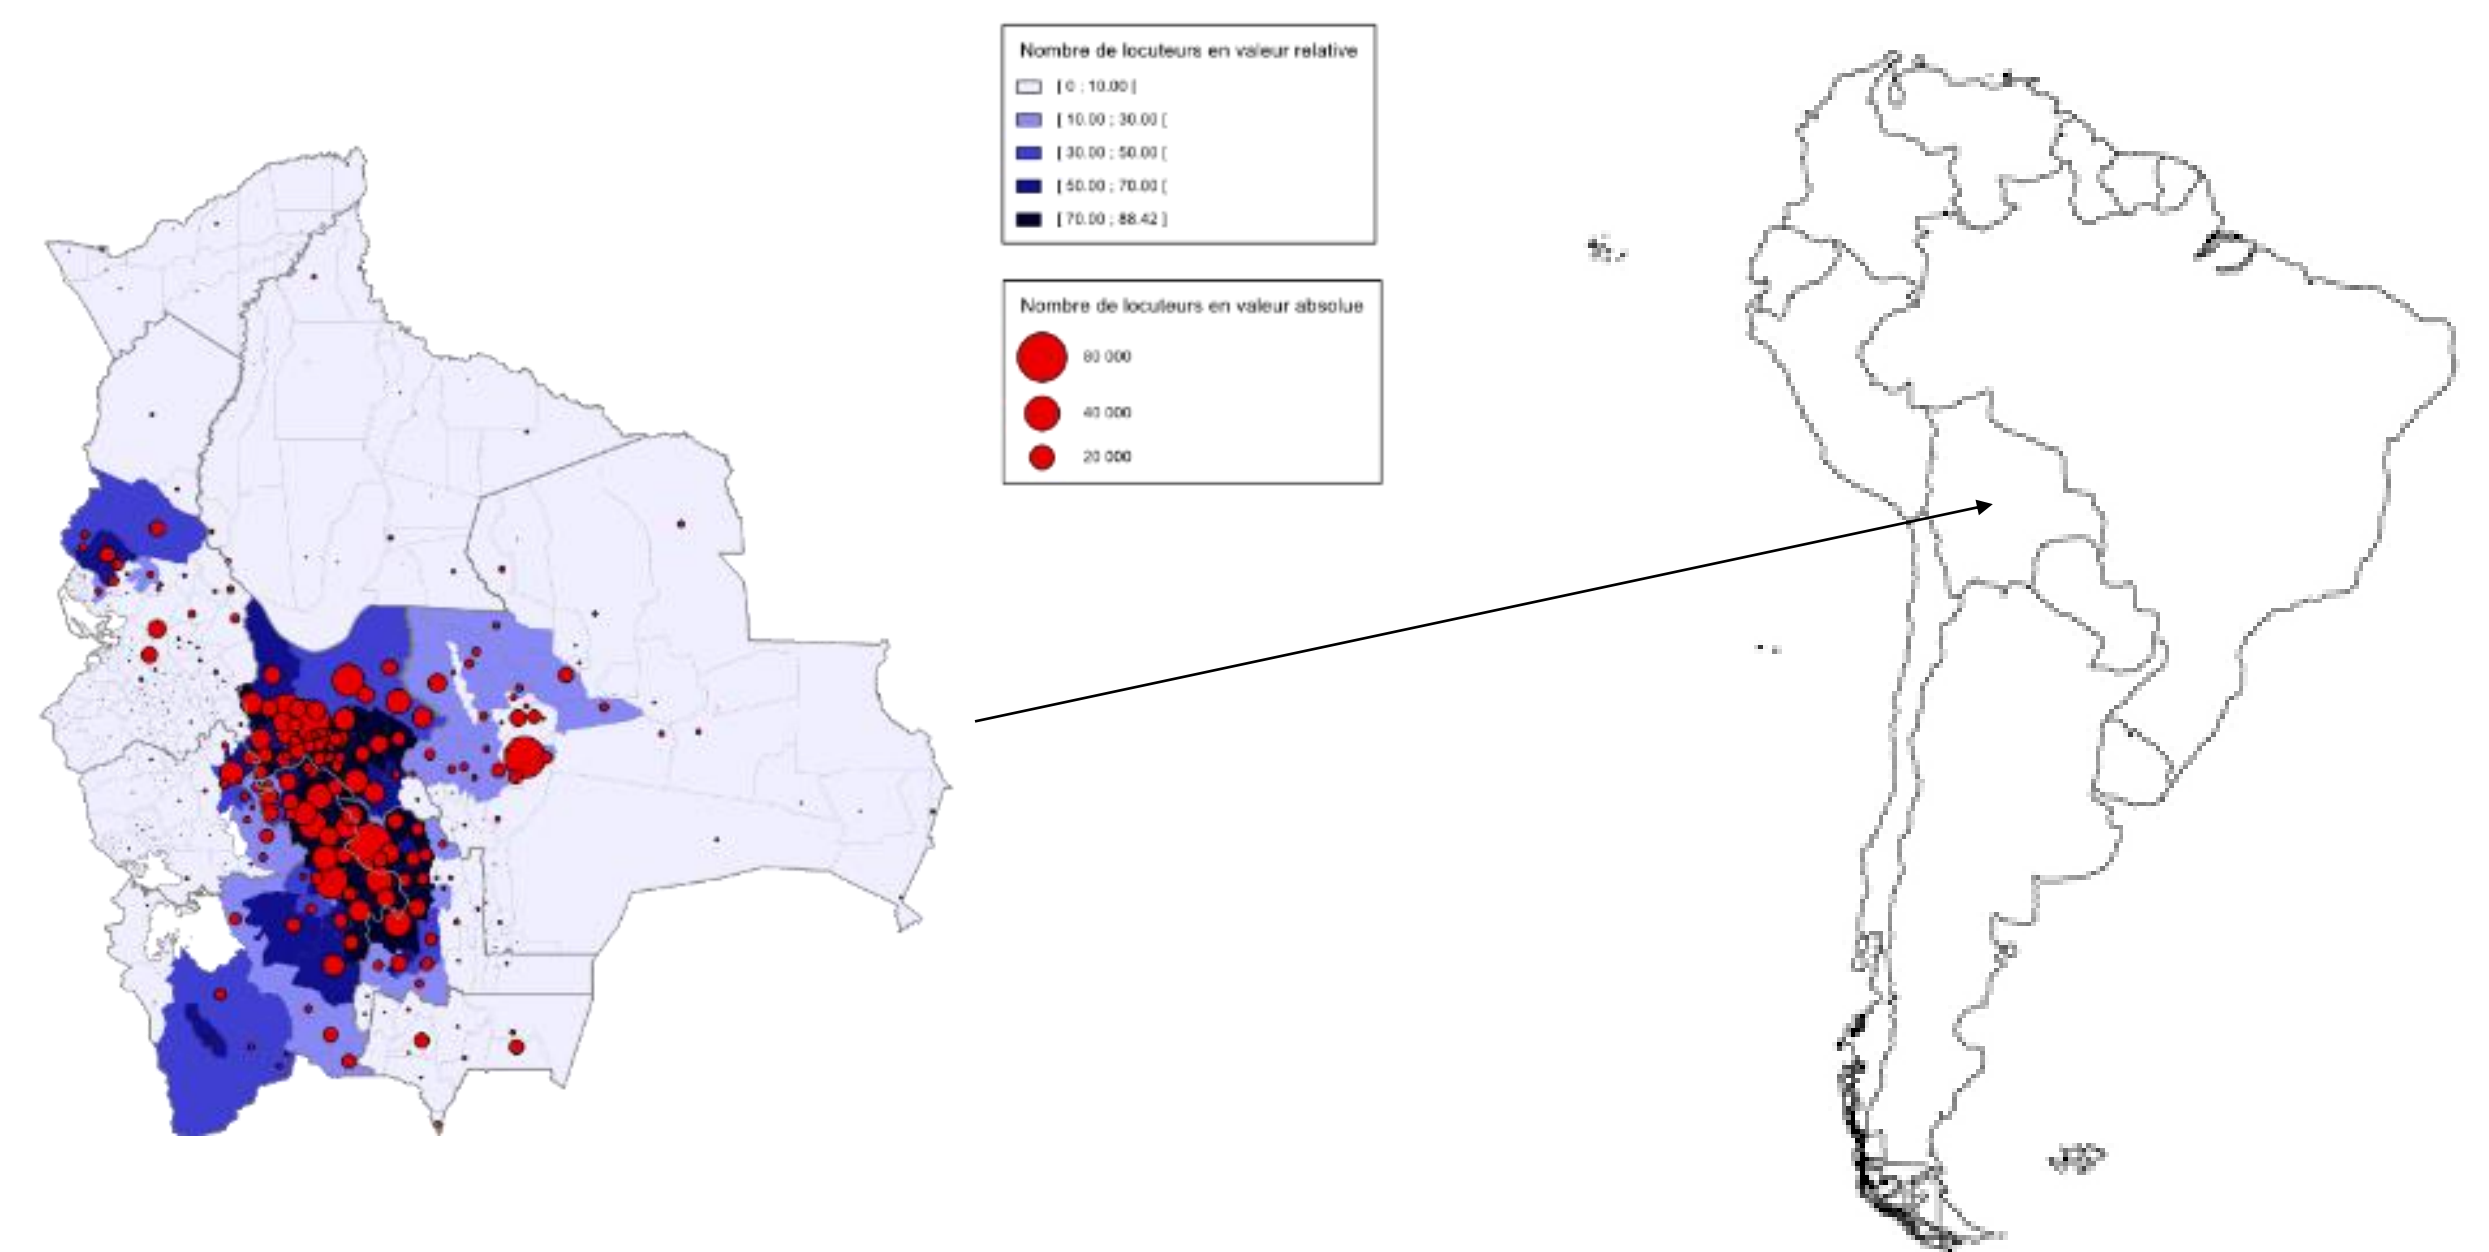 Nombre de locuteurs en valeur relative
[ 0 ; 10.00 [
[ 10.00 ; 30.00 [
[ 30.00 ; 50.00 [
[ 50.00 ; 70.00 [
[ 70.00 ; 88.42 ]
Nombre de locuteurs en valeur absolue
80 000
40 000
20 000